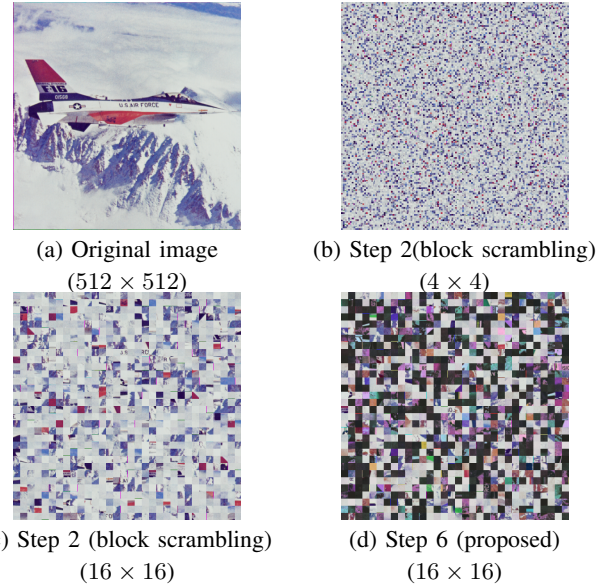 F16
01568
U.S. AIR FORCE
(a) Original image
(512 × 512)
(b) Step 2(block scrambling)
(4 × 4)
) Step 2 (block scrambling)
(16 × 16)
(d) Step 6 (proposed)
(16 × 16)